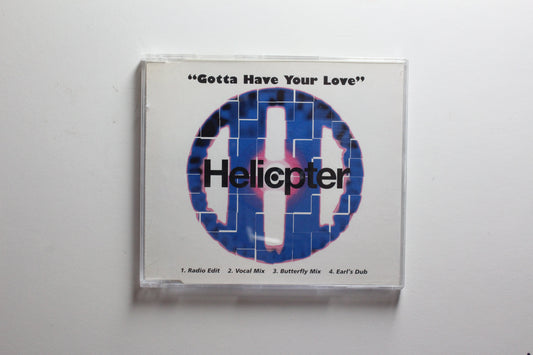 “Gotta Have Your Love”
Helicopter
1. Radio Edit 2. Vocal Mix 3. Butterfly Mix 4. Earl's Dub